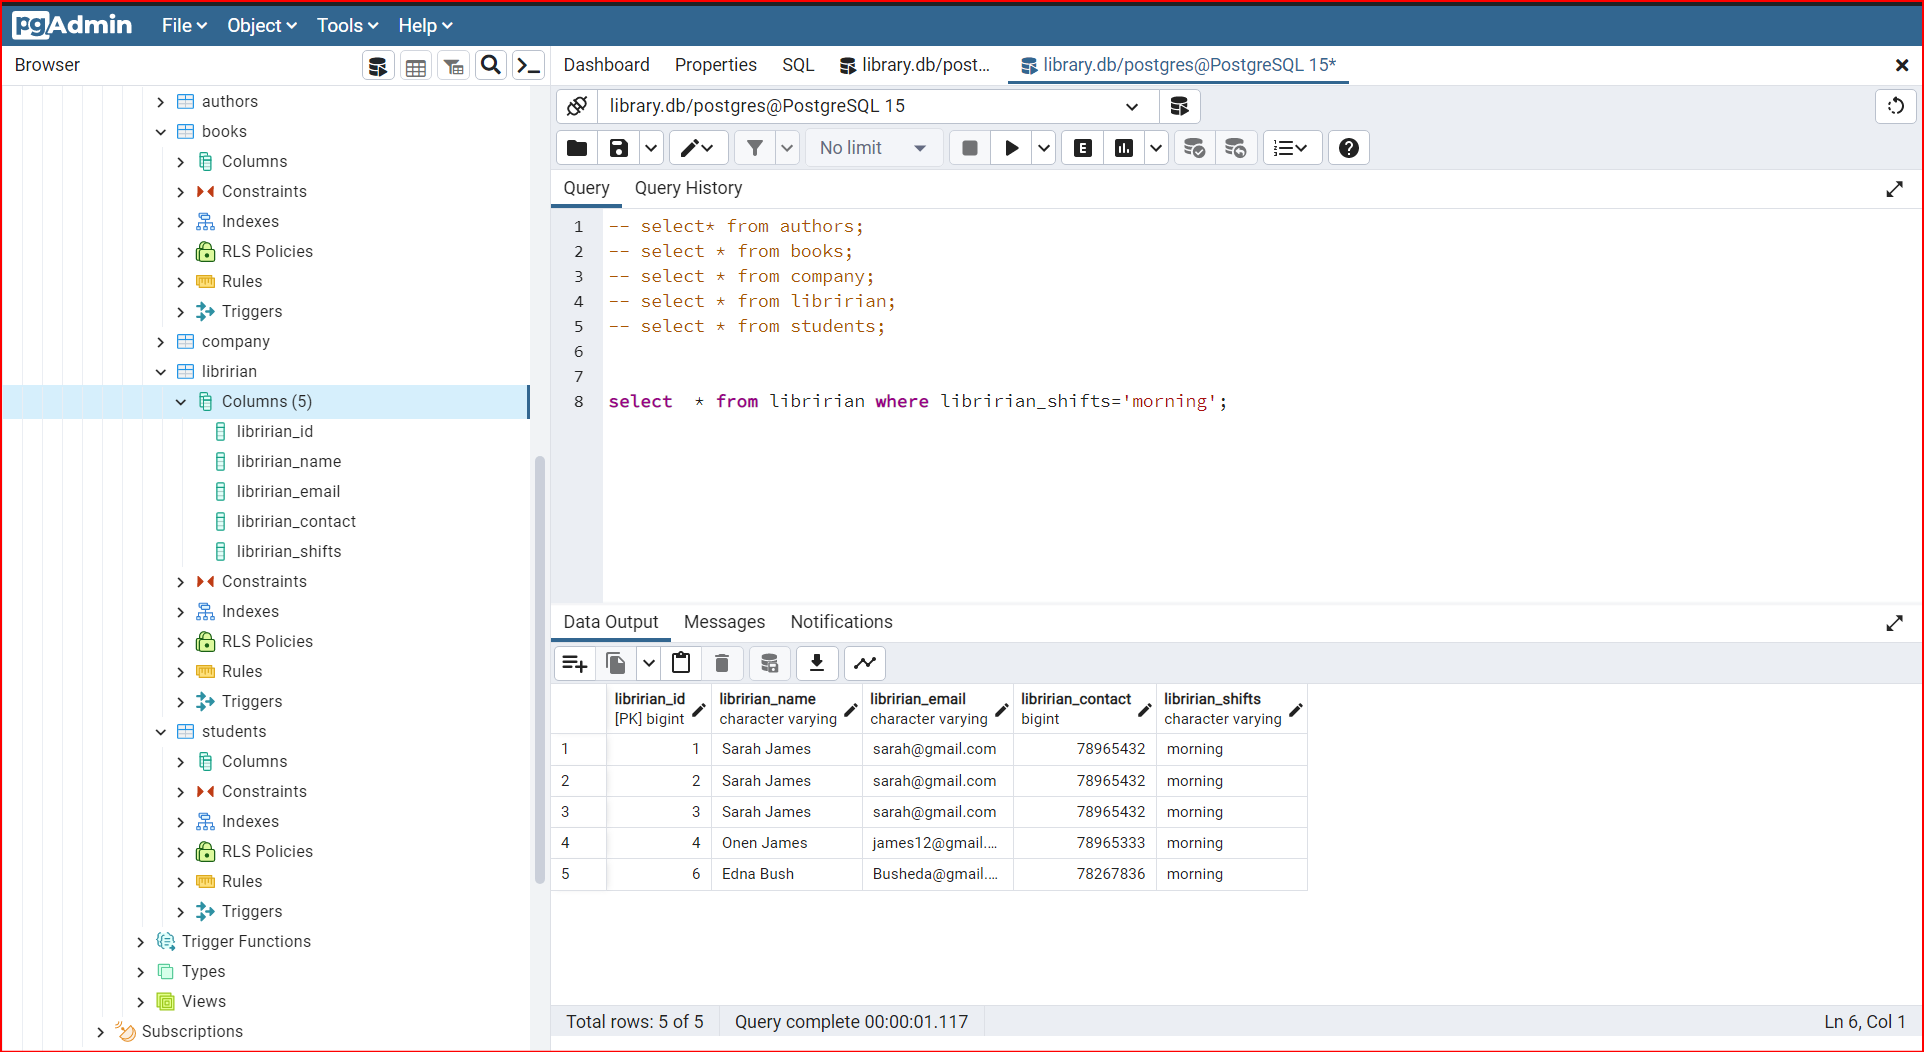 pgAdmin File Object Tools Help
Browser
authors
books
Columns
Constraints
Indexes
RLS Policies
Rules
Triggers
company
libririan
Columns (5)
libririan_id
libririan_name
libririan_email
libririan_contact
libririan_shifts
Constraints
Indexes
RLS Policies
Rules
Triggers
students
Columns
Constraints
Indexes
RLS Policies
Rules
Triggers
Trigger Functions
Types
Views
Subscriptions
Dashboard Properties SQL library.db/post... library.db/postgres@PostgreSQL 15*
library.db/postgres@PostgreSQL 15
No limit E
Query Query History
1 -- select* from authors;
2 -- select * from books;
3 -- select * from company;
4 -- select * from libririan;
5 -- select * from students;
6
7
8 select  * from libririan where libririan_shifts='morning';
Data Output Messages Notifications
libririan_id libririan_name libririan_email libririan_contact libririan_shifts
[PK] bigint character varying character varying bigint character varying
1 1 Sarah James sarah@gmail.com 78965432 morning
2 2 Sarah James sarah@gmail.com 78965432 morning
3 3 Sarah James sarah@gmail.com 78965432 morning
4 4 Onen James james12@gmail.... 78965333 morning
5 6 Edna Bush Busheda@gmail.... 78267836 morning
Total rows: 5 of 5 Query complete 00:00:01.117 Ln 6, Col 1